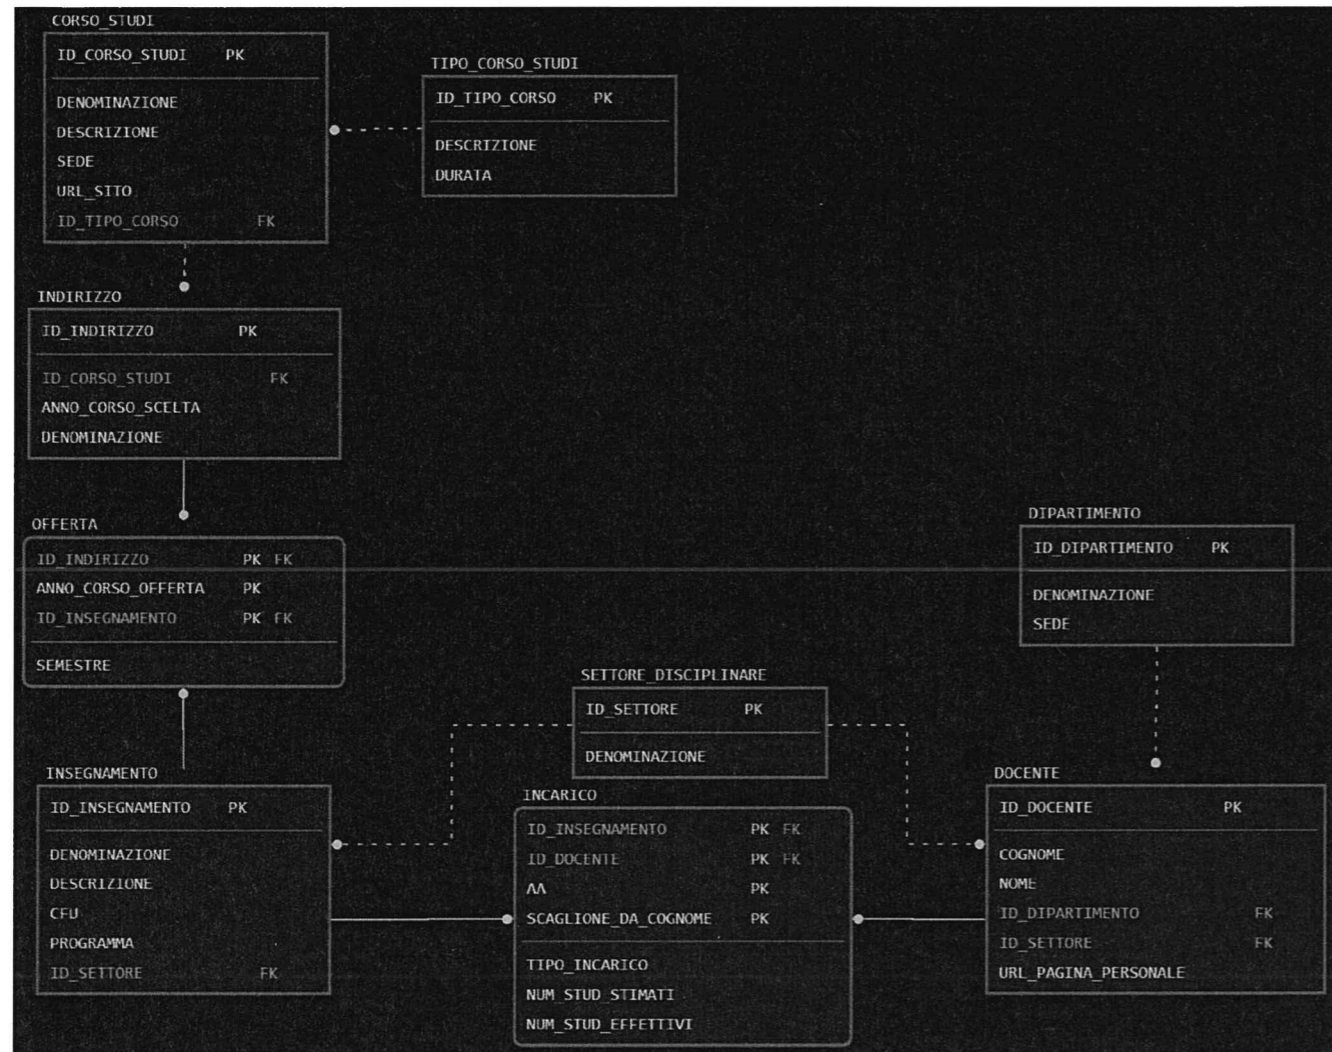 CORSO_STUDI
ID_CORSO_STUDI PK
DENOMINAZIONE
DESCRIZIONE
SEDE
URL_SITO
ID_TIPO_CORSO FK
TIPO_CORSO_STUDI
ID_TIPO_CORSO PK
DESCRIZIONE
DURATA
INDIRIZZO
ID_INDIRIZZO PK
ID_CORSO_STUDI FK
ANNO_CORSO_SCELTA
DENOMINAZIONE
OFFERTA
ID_INDIRIZZO PK FK
ANNO_CORSO_OFFERTA PK
ID_INSEGNAMENTO PK FK
SEMESTRE
DIPARTIMENTO
ID_DIPARTIMENTO PK
DENOMINAZIONE
SEDE
SETTORE_DISCIPLINARE
ID_SETTORE PK
DENOMINAZIONE
INSEGNAMENTO
ID_INSEGNAMENTO PK
DENOMINAZIONE
DESCRIZIONE
CFU
PROGRAMMA
ID_SETTORE FK
INCARICO
ID_INSEGNAMENTO PK FK
ID_DOCENTE PK FK
AA PK
SCAGLIONE_DA_COGNOME PK
TIPO_INCARICO
NUM_STUD_STIMATI
NUM_STUD_EFFETTIVI
DOCENTE
ID_DOCENTE PK
COGNOME
NOME
ID_DIPARTIMENTO FK
ID_SETTORE FK
URL_PAGINA_PERSONALE